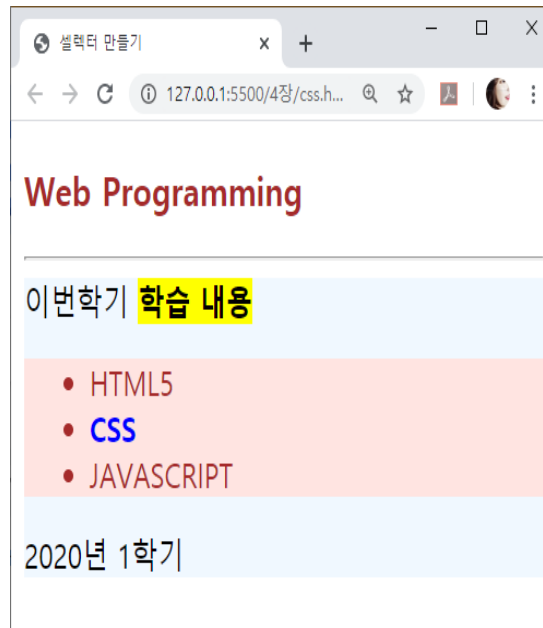 셀렉터 만들기
127.0.0.1:5500/4장/css.h...
Web Programming
이번학기 학습 내용
HTML5
CSS
JAVASCRIPT
2020년 1학기